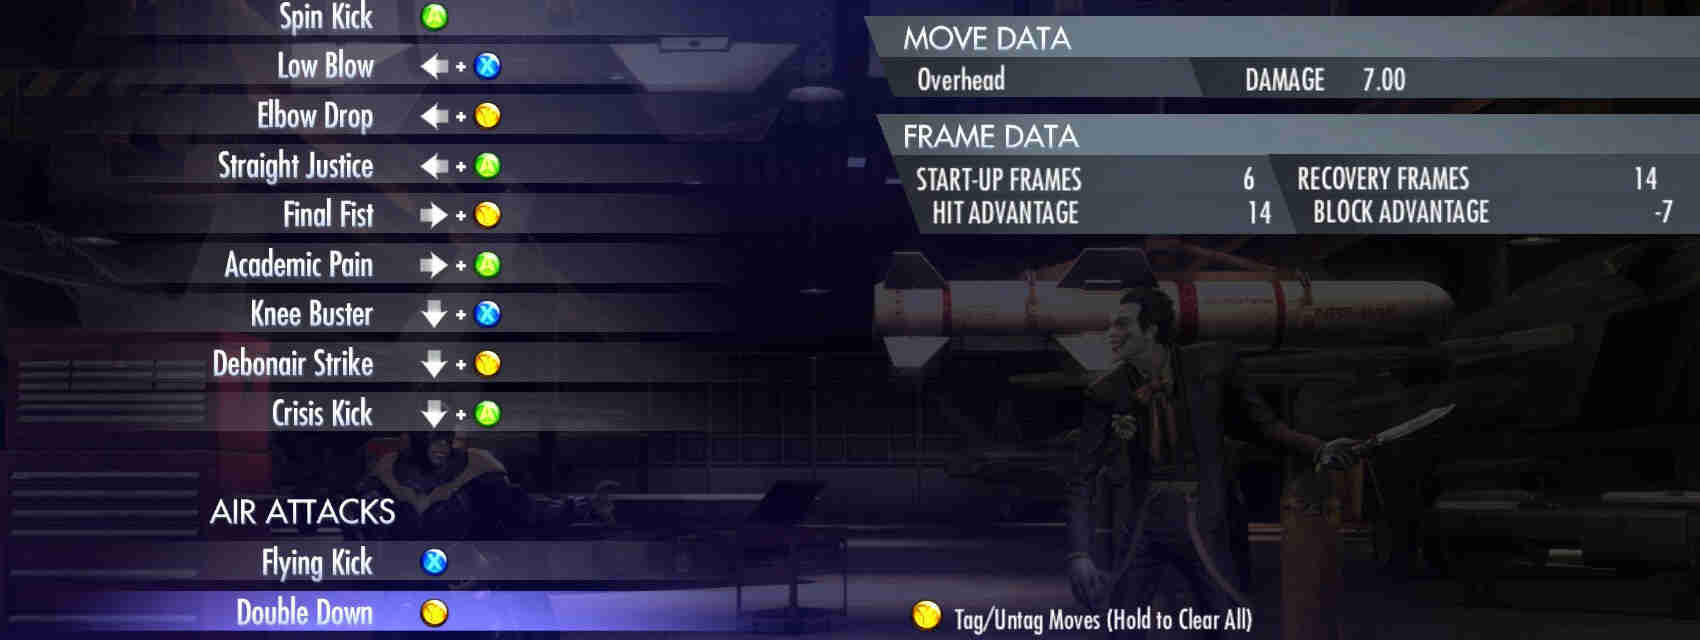 Spin Kick A
Low Blow + X
Elbow Drop + Y
Straight Justice + A
Final Fist + Y
Academic Pain + A
Knee Buster + X
Debonair Strike + Y
Crisis Kick + A
AIR ATTACKS
Flying Kick X
Double Down Y
MOVE DATA
Overhead DAMAGE 7.00
FRAME DATA
START-UP FRAMES 6 RECOVERY FRAMES 14
HIT ADVANTAGE 14 BLOCK ADVANTAGE -7
Y Tag/Untag Moves (Hold to Clear All)